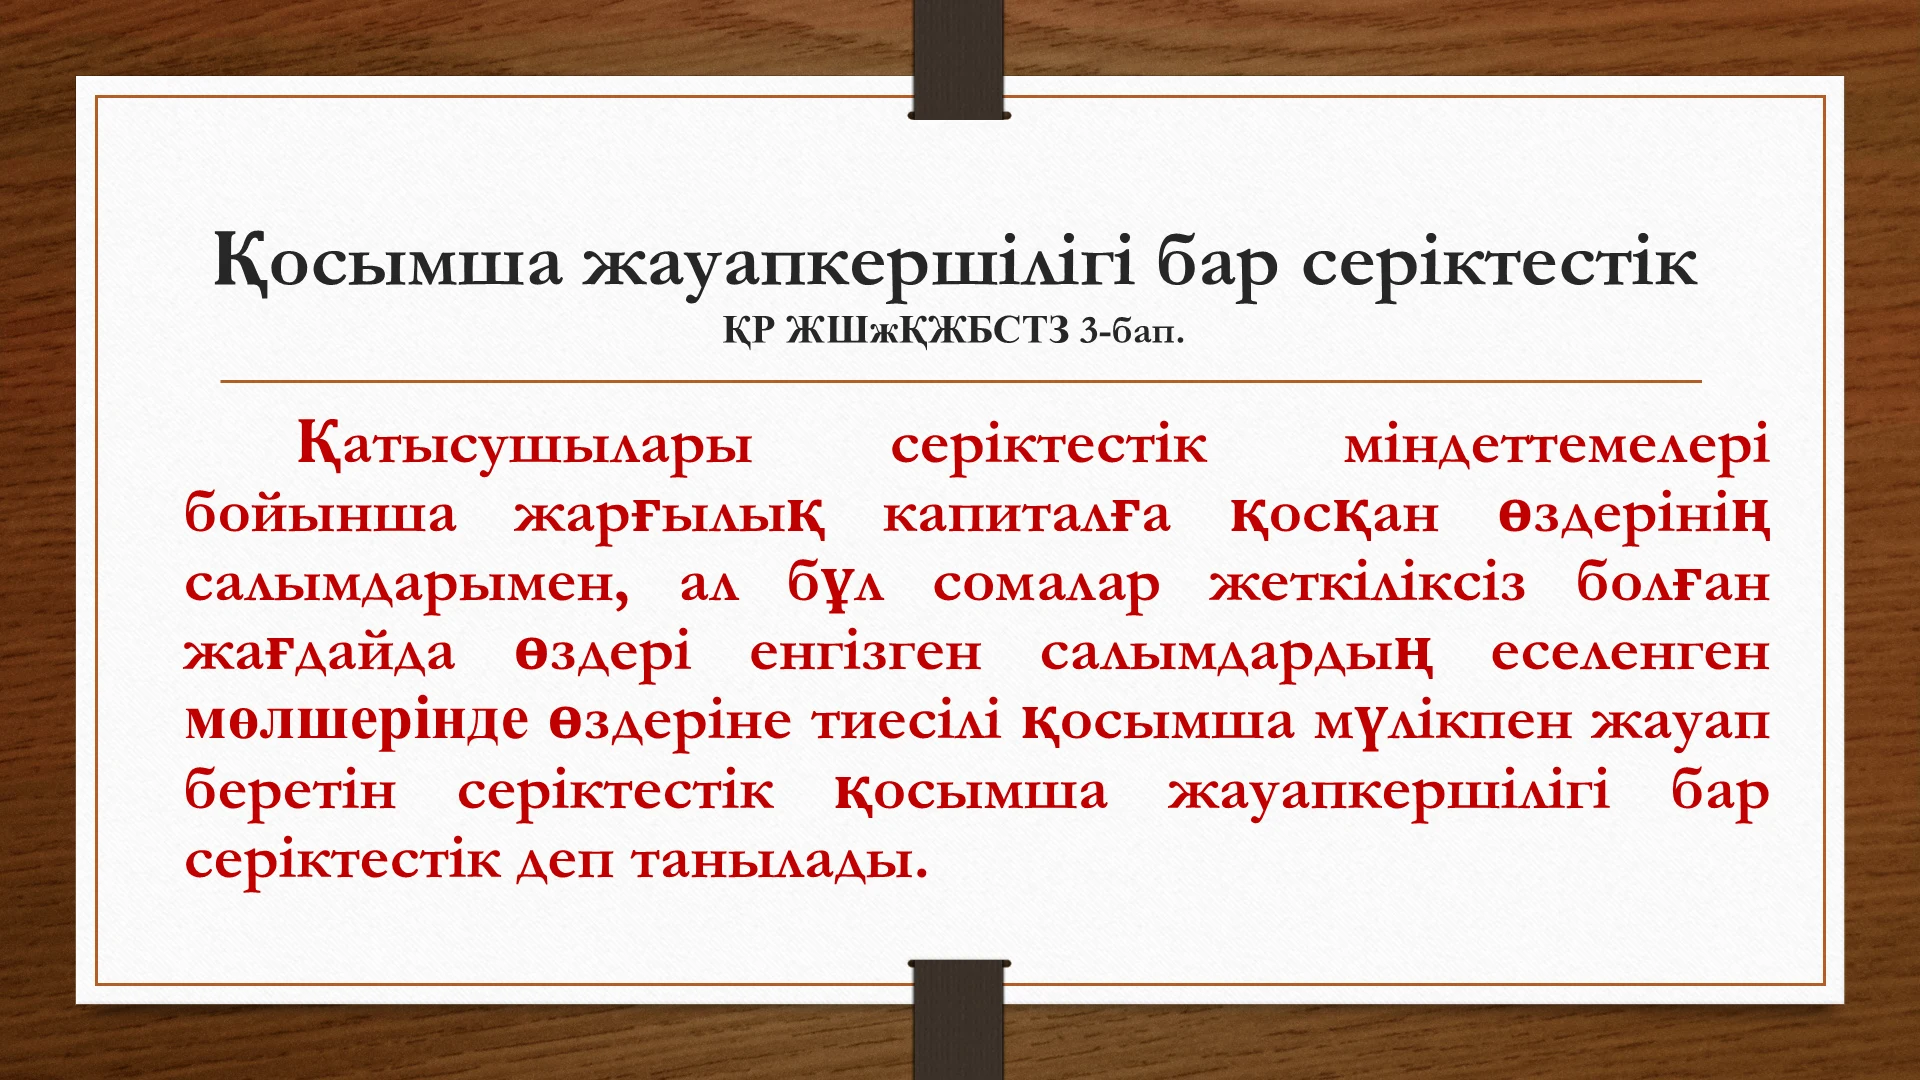 Қосымша жауапкершілігі бар серіктестік
ҚР ЖШжҚЖБСТЗ 3-бап.
Қатысушылары серіктестік міндеттемелері
бойынша жарғылық капиталға қосқан өздерінің
салымдарымен, ал бұл сомалар жеткіліксіз болған
жағдайда өздері енгізген салымдардың еселенген
мөлшерінде өздеріне тиесілі қосымша мүлікпен жауап
беретін серіктестік қосымша жауапкершілігі бар
серіктестік деп танылады.